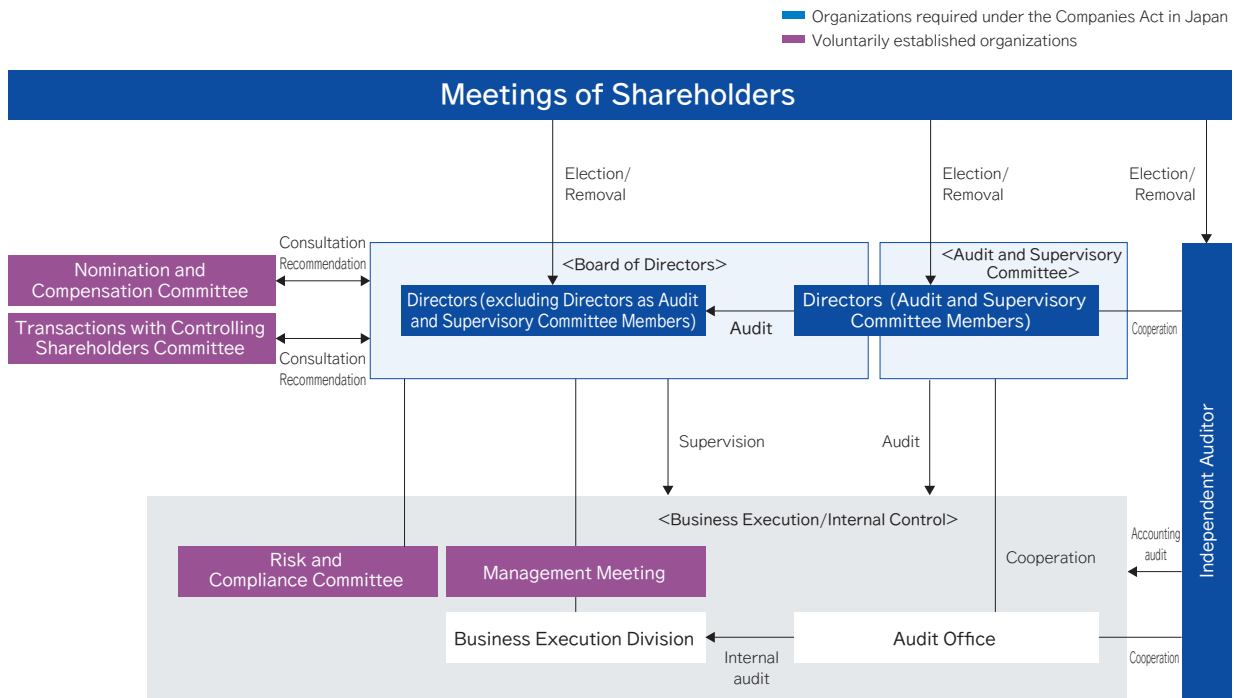 Organizations required under the Companies Act in Japan
Voluntarily established organizations
Meetings of Shareholders
Election/
Removal
Election/
Removal
Election/
Removal
Consultation
Recommendation
Nomination and
Compensation Committee
Transactions with Controlling
Shareholders Committee
Consultation
Recommendation
<Board of Directors>
Directors (excluding Directors as Audit
and Supervisory Committee Members)
Audit
<Audit and Supervisory
Committee>
Directors (Audit and Supervisory
Committee Members)
Cooperation
Independent Auditor
Supervision
Audit
<Business Execution/Internal Control>
Risk and
Compliance Committee
Management Meeting
Cooperation
Accounting
audit
Business Execution Division
Internal
audit
Audit Office
Cooperation